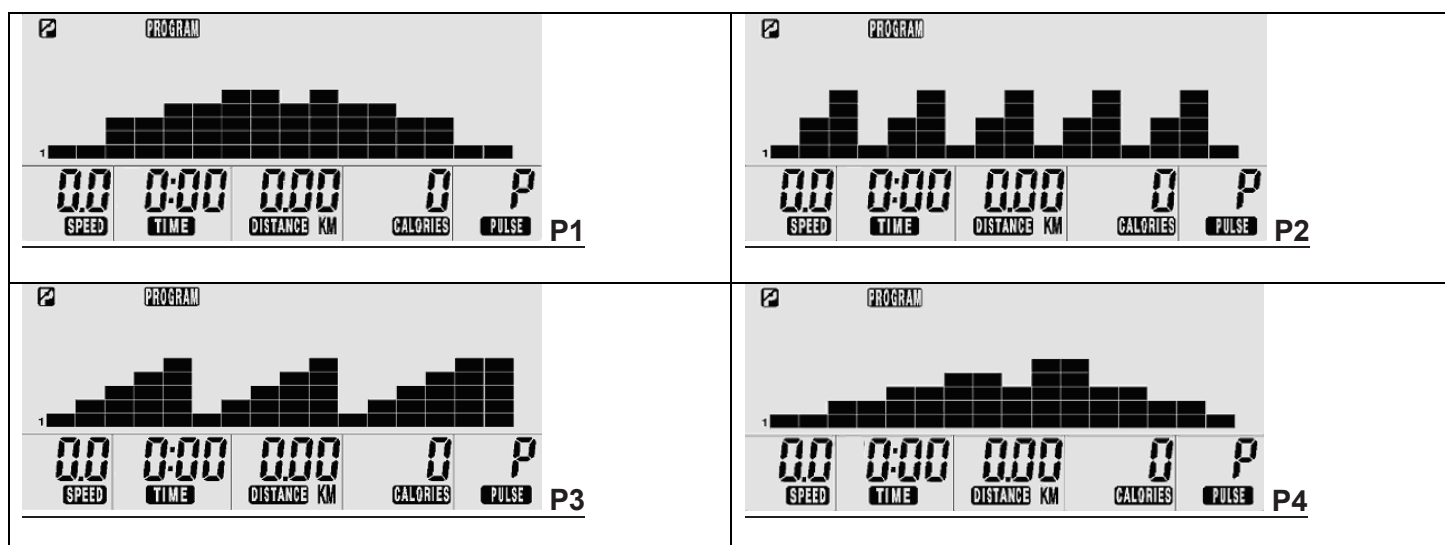 PROGRAM
1
0.0 0:00 0.00 0 P
SPEED TIME DISTANCE KM CALORIES PULSE P1
PROGRAM
1
0.0 0:00 0.00 0 P
SPEED TIME DISTANCE KM CALORIES PULSE P2
PROGRAM
1
0.0 0:00 0.00 0 P
SPEED TIME DISTANCE KM CALORIES PULSE P3
PROGRAM
1
0.0 0:00 0.00 0 P
SPEED TIME DISTANCE KM CALORIES PULSE P4